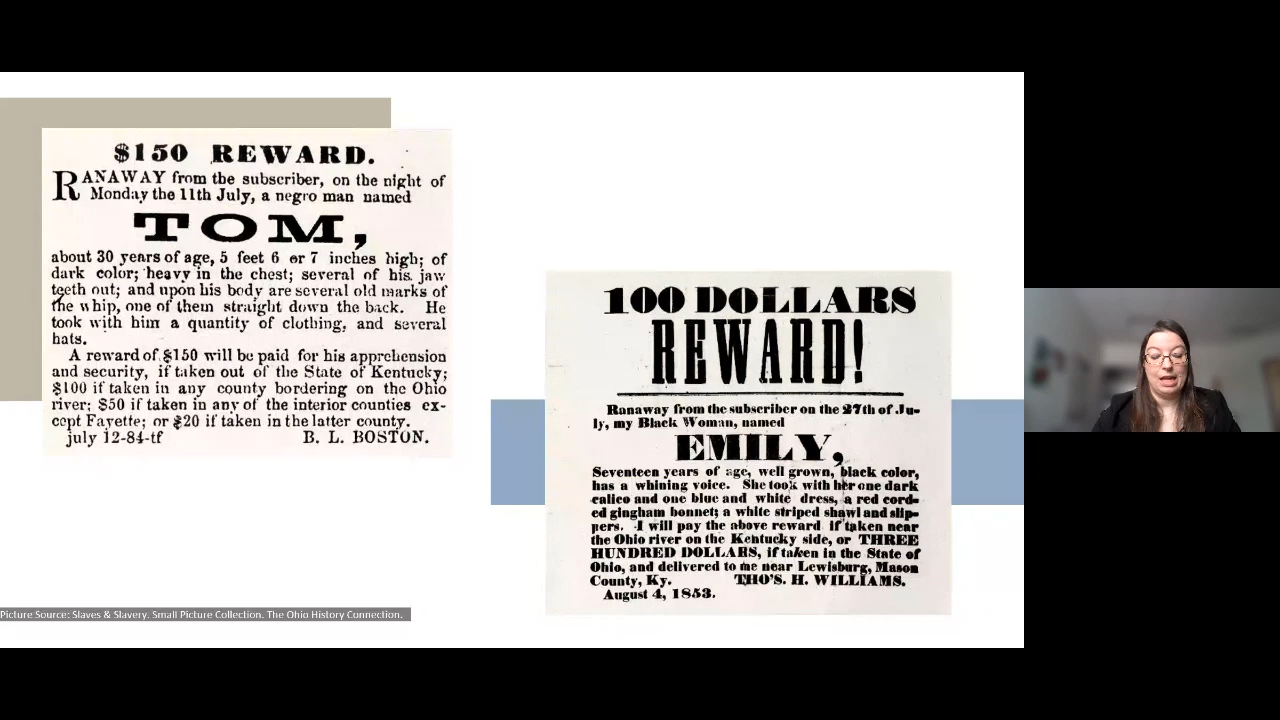 $150 REWARD.
RANAWAY from the subscriber, on the night of
Monday the 11th July, a negro man named
TOM,
about 30 years of age, 5 feet 6 or 7 inches high; of
dark color; heavy in the chest; several of his jaw
teeth out; and upon his body are several old marks of
the whip, one of them straight down the back. He
took with him a quantity of clothing, and several
hats.
A reward of $150 will be paid for his apprehension
and security, if taken out of the State of Kentucky;
$100 if taken in any county bordering on the Ohio
river; $50 if taken in any of the interior counties ex-
cept Fayette; or $20 if taken in the latter county.
july 12-84-tf B. L. BOSTON.
100 DOLLARS
REWARD!
Ranaway from the subscriber on the 27th of Ju-
ly, my Black Woman, named
EMILY,
Seventeen years of age, well grown, black color,
has a whining voice. She took with her one dark
calico and one blue and white dress, a red cord-
ed gingham bonnet; a white striped shawl and slip-
pers. I will pay the above reward if taken near
the Ohio river on the Kentucky side, or THREE
HUNDRED DOLLARS, if taken in the State of
Ohio, and delivered to me near Lewisburg, Mason
County, Ky. THO'S. H. WILLIAMS.
August 4, 1853.
Picture Source: Slaves & Slavery. Small Picture Collection. The Ohio History Connection.